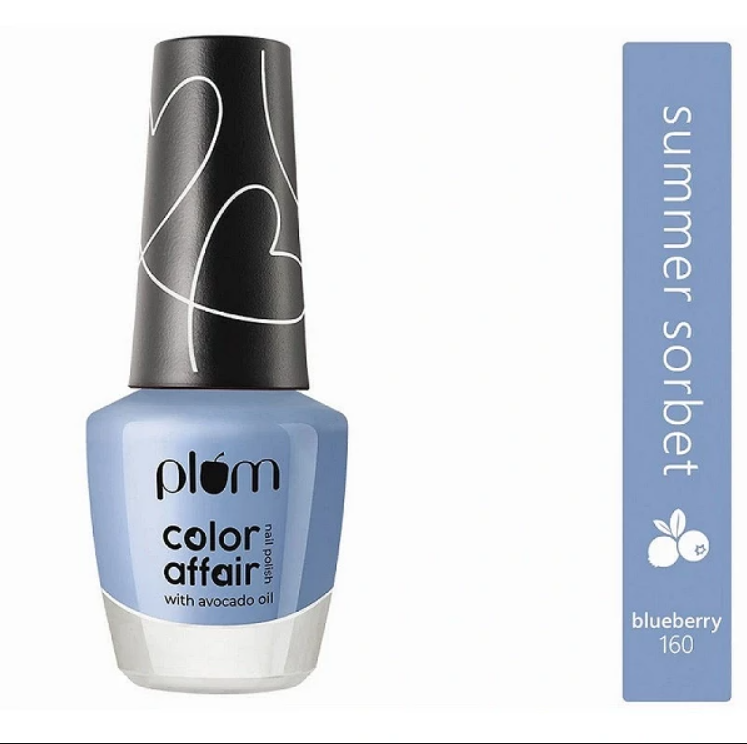 plum
color
affair
nail polish
with avocado oil
summer sorbet
blueberry
160